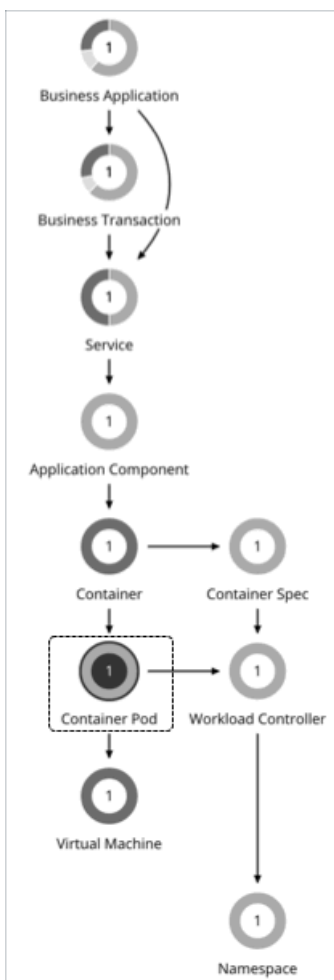 1
Business Application
1
Business Transaction
1
Service
1
Application Component
1
1
Container
Container Spec
1
1
Container Pod
Workload Controller
1
Virtual Machine
1
Namespace